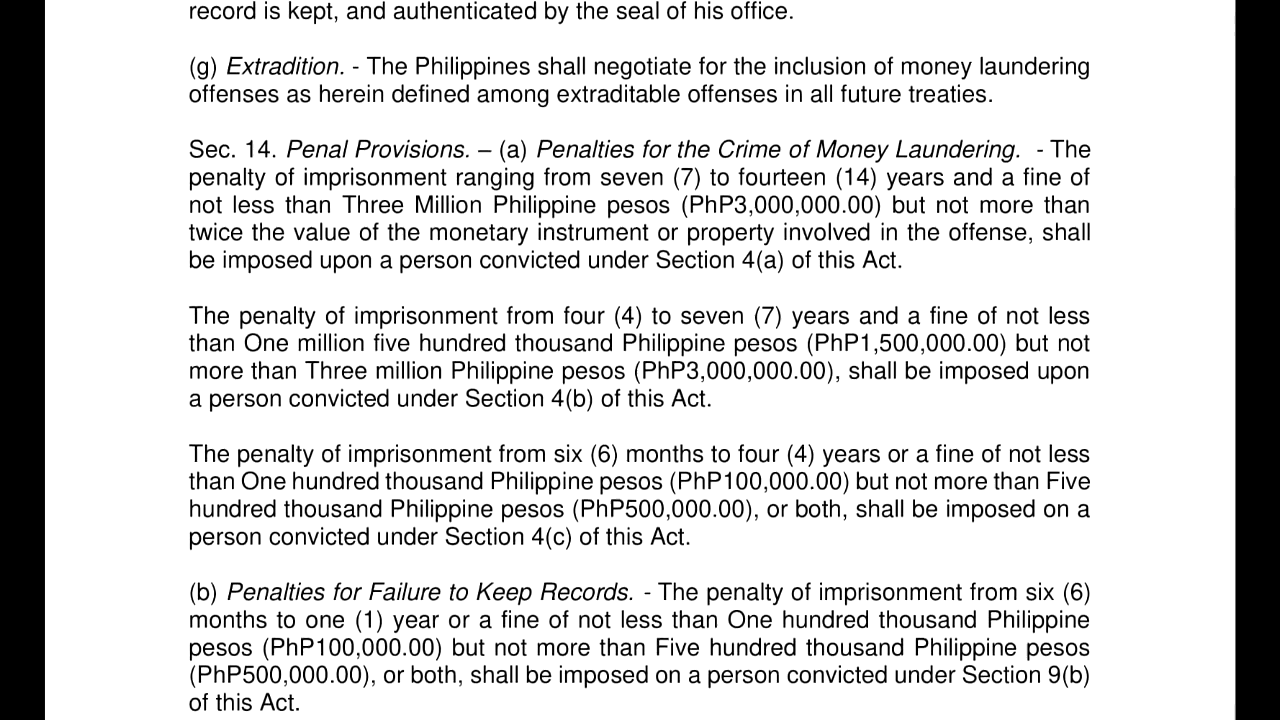 record is kept, and authenticated by the seal of his office.
(g) Extradition. - The Philippines shall negotiate for the inclusion of money laundering
offenses as herein defined among extraditable offenses in all future treaties.
Sec. 14. Penal Provisions. – (a) Penalties for the Crime of Money Laundering. - The
penalty of imprisonment ranging from seven (7) to fourteen (14) years and a fine of
not less than Three Million Philippine pesos (PhP3,000,000.00) but not more than
twice the value of the monetary instrument or property involved in the offense, shall
be imposed upon a person convicted under Section 4(a) of this Act.
The penalty of imprisonment from four (4) to seven (7) years and a fine of not less
than One million five hundred thousand Philippine pesos (PhP1,500,000.00) but not
more than Three million Philippine pesos (PhP3,000,000.00), shall be imposed upon
a person convicted under Section 4(b) of this Act.
The penalty of imprisonment from six (6) months to four (4) years or a fine of not less
than One hundred thousand Philippine pesos (PhP100,000.00) but not more than Five
hundred thousand Philippine pesos (PhP500,000.00), or both, shall be imposed on a
person convicted under Section 4(c) of this Act.
(b) Penalties for Failure to Keep Records. - The penalty of imprisonment from six (6)
months to one (1) year or a fine of not less than One hundred thousand Philippine
pesos (PhP100,000.00) but not more than Five hundred thousand Philippine pesos
(PhP500,000.00), or both, shall be imposed on a person convicted under Section 9(b)
of this Act.